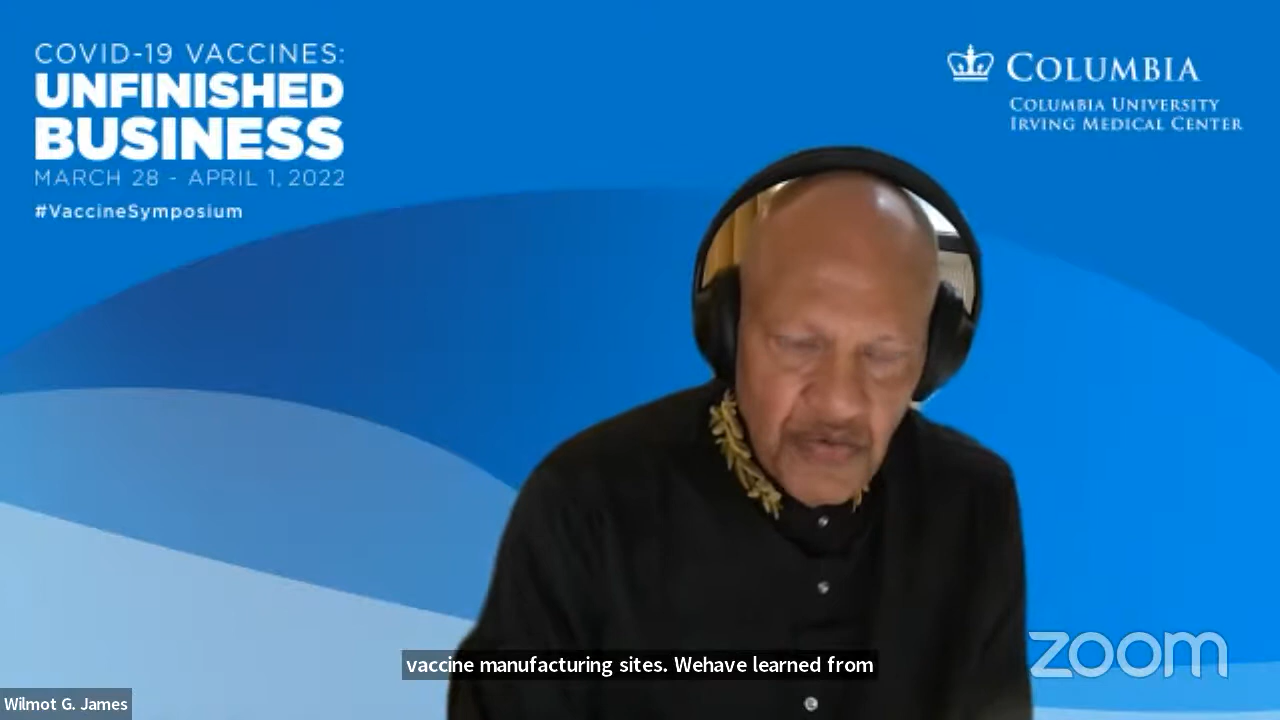 COVID-19 VACCINES:
UNFINISHED
BUSINESS
MARCH 28 - APRIL 1, 2022
#VaccineSymposium
COLUMBIA
COLUMBIA UNIVERSITY
IRVING MEDICAL CENTER
vaccine manufacturing sites. Wehave learned from
zoom
Wilmot G. James